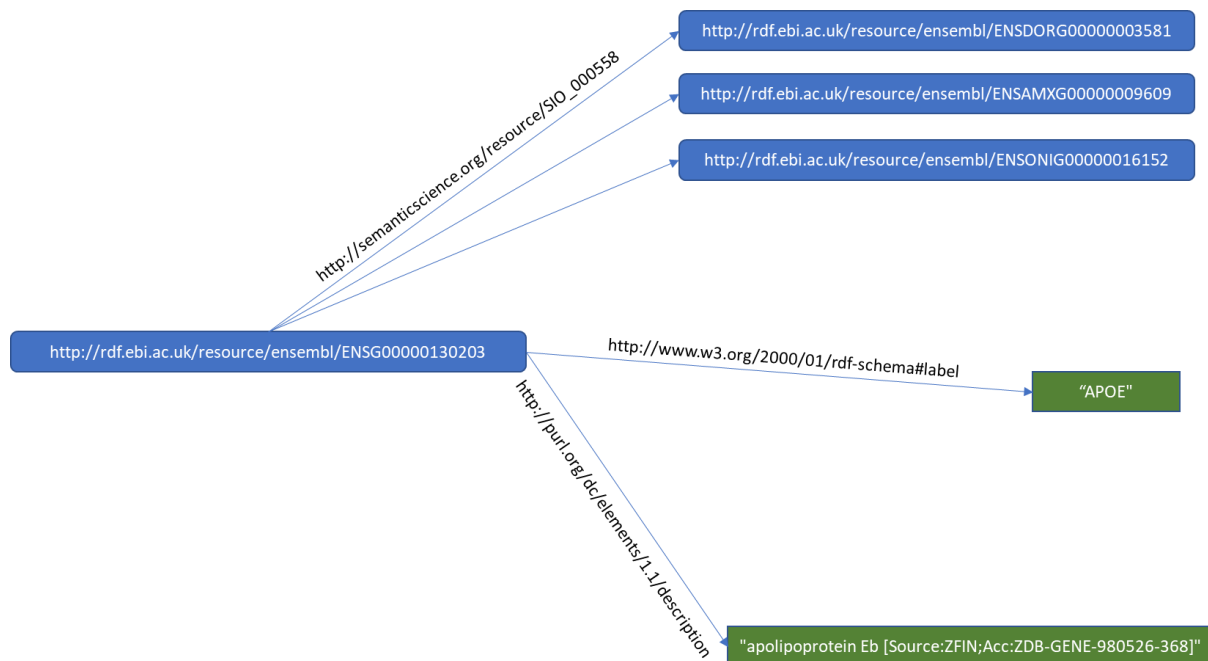 http://rdf.ebi.ac.uk/resource/ensembl/ENSDORG00000003581
http://semanticscience.org/resource/SIO_000558
http://rdf.ebi.ac.uk/resource/ensembl/ENSAMXG00000009609
http://rdf.ebi.ac.uk/resource/ensembl/ENSONIG00000016152
http://rdf.ebi.ac.uk/resource/ensembl/ENSG00000130203
http://www.w3.org/2000/01/rdf-schema#label
“APOE"
http://purl.org/dc/elements/1.1/description
"apolipoprotein Eb [Source:ZFIN;Acc:ZDB-GENE-980526-368]"